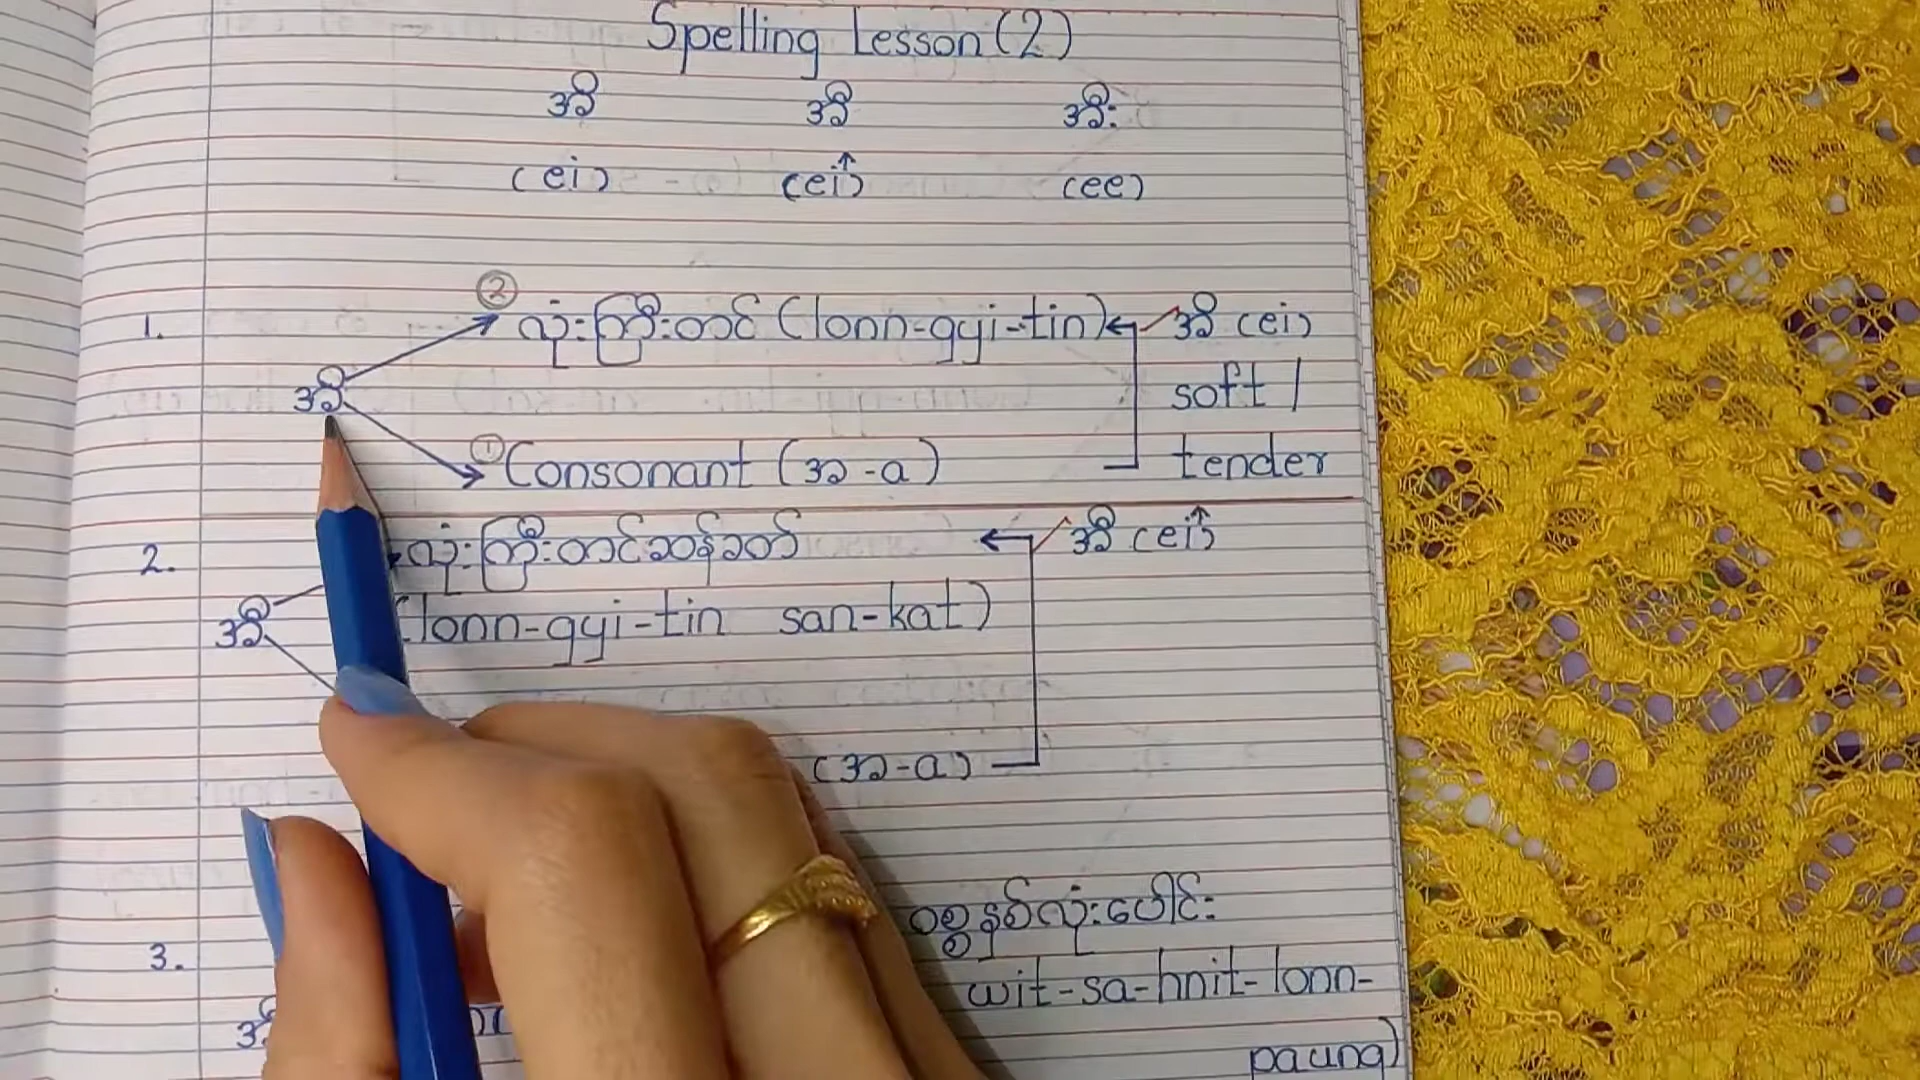 Spelling Lesson (2)
အိ အီ အီး
(ei) (ei↑) (ee)
② လုံးကြီးတင် (lonn-gyi-tin) ← အိ (ei)
1.
အိ soft /
① Consonant (အ-a) tender
2. လုံးကြီးတင်ဆန်ခတ် ← အီ (ei↑)
အီ (lonn-gyi-tin san-kat)
(အ-a)
ဝစ္စနှစ်လုံးပေါင်း
3. wit-sa-hnit-lonn-
paung)